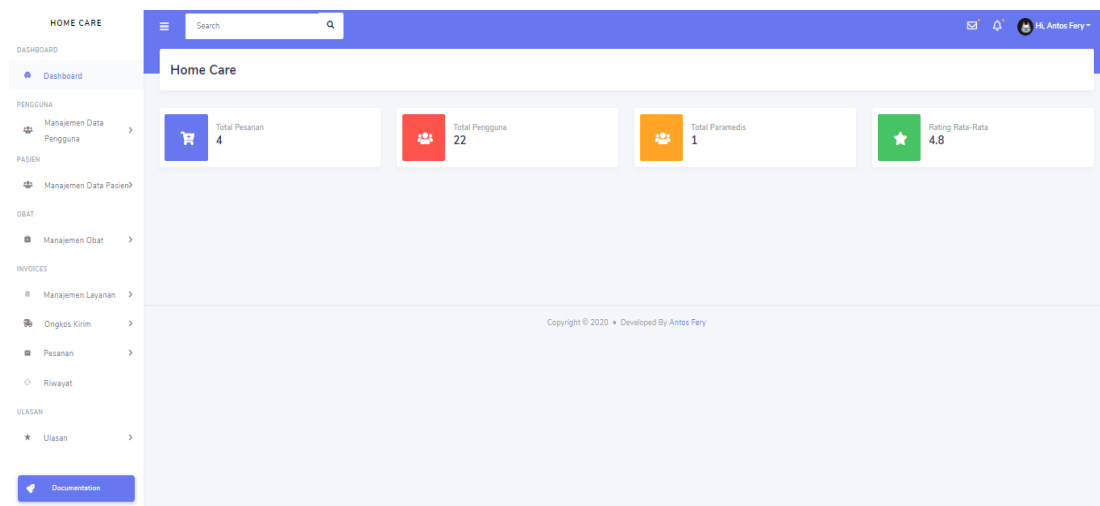 HOME CARE
DASHBOARD
Dashboard
PENGGUNA
Manajemen Data
Pengguna
PASIEN
Manajemen Data Pasien
OBAT
Manajemen Obat
INVOICES
Manajemen Layanan
Ongkos Kirim
Pesanan
Riwayat
ULASAN
Ulasan
Documentation
Search
Hi, Antos Fery
Home Care
Total Pesanan
4
Total Pengguna
22
Total Paramedis
1
Rating Rata-Rata
4.8
Copyright © 2020 • Developed By Antos Fery